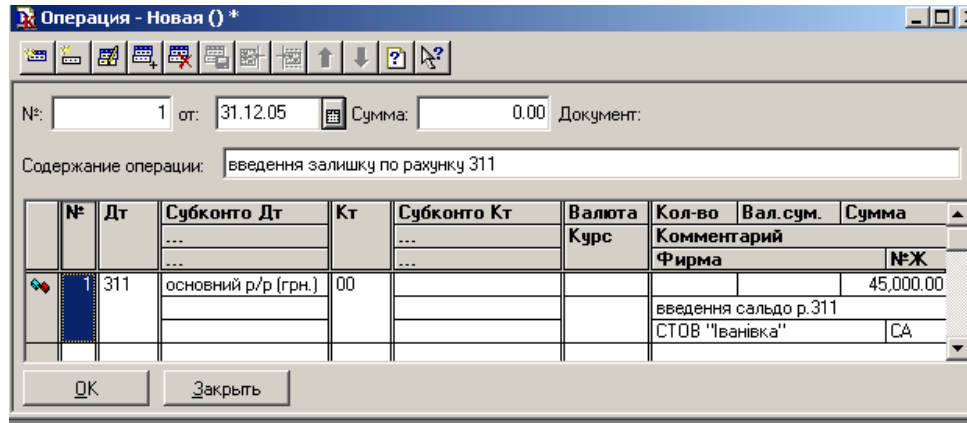 Операция - Новая () *
№: 1 от: 31.12.05 Сумма: 0.00 Документ:
Содержание операции: введення залишку по рахунку 311
№ Дт Субконто Дт Кт Субконто Кт Валюта Кол-во Вал.сум. Сумма
... ... Курс Комментарий
... ... Фирма №Ж
1 311 основний р/р (грн.) 00 45,000.00
введення сальдо р.311
СТОВ "Іванівка" СА
OK Закрыть